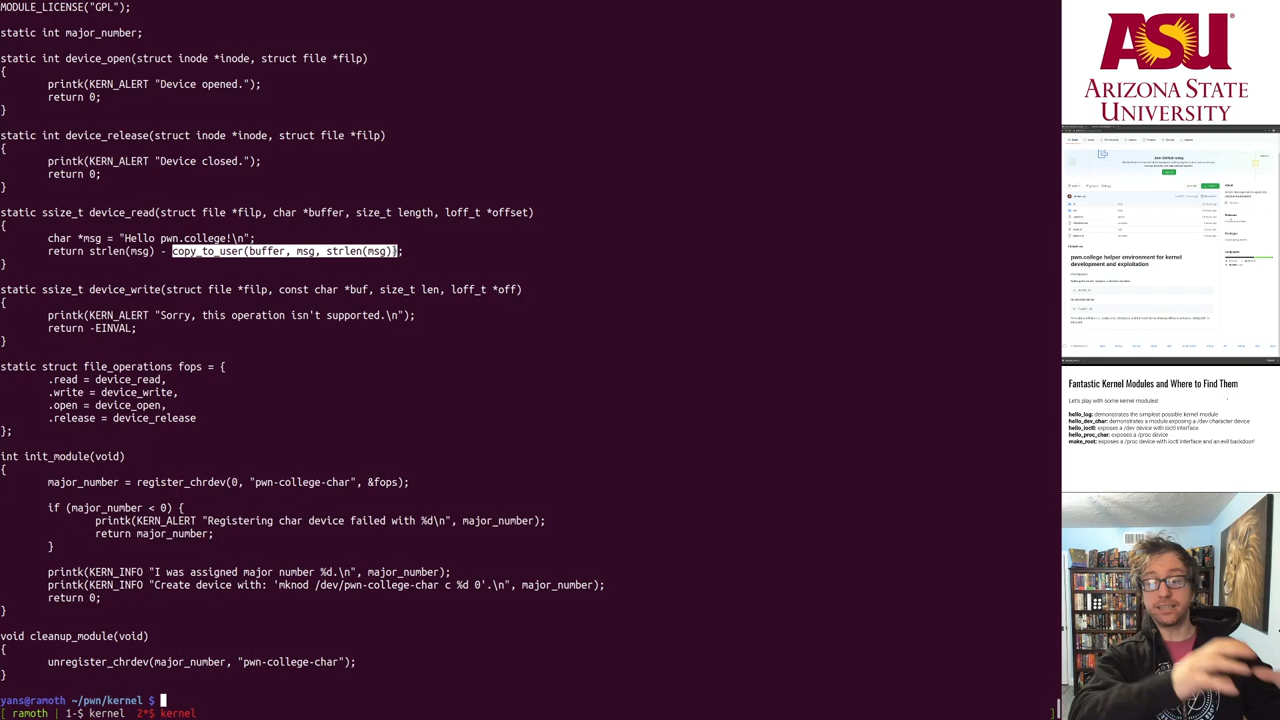 MODULE_LICENSE("GPL");
static int major_number;
static int device_open(struct inode *inode, struct file *filp)
{
printk(KERN_ALERT "Device opened.");
return 0;
}
static int device_release(struct inode *inode, struct file *filp)
{
printk(KERN_ALERT "Device closed.");
return 0;
}
static ssize_t device_read(struct file *filp, char *buffer, size_t length, loff_t *offset)
{
char *msg = "Hello pwn.college!\n";
return copy_to_user(buffer, msg, strlen(msg));
}
static ssize_t device_write(struct file *filp, const char *buf, size_t len, loff_t *off)
{
printk(KERN_ALERT "Sorry, this operation isn't supported.\n");
return -EINVAL;
}
static struct file_operations fops = {
.read = device_read,
.write = device_write,
.open = device_open,
.release = device_release
};
int init_module(void)
{
major_number = register_chrdev(0, "pwn-college-char", &fops);
if (major_number < 0) {
printk(KERN_ALERT "Registering char device failed with %d\n", major_number);
return major_number;
}
printk(KERN_INFO "I was assigned major number %d.\n", major_number);
printk(KERN_INFO "Create device with: 'mknod /dev/pwn-college-char c %d 0'.\n", major_number);
return 0;
}
void cleanup_module(void)
{
unregister_chrdev(major_number, "pwn-college-char");
}
yans@ramoth ~/pwn/kernel $
[ ramoth | 1-$ kernel 2*$ kernel ]
ASU
ARIZONA STATE
UNIVERSITY
Join GitHub today
pwn.college helper environment for kernel
development and exploitation
Fantastic Kernel Modules and Where to Find Them
Let's play with some kernel modules!
hello_log: demonstrates the simplest possible kernel module
hello_dev_char: demonstrates a module exposing a /dev character device
hello_ioctl: exposes a /dev device with ioctl interface
hello_proc_char: exposes a /proc device
make_root: exposes a /proc device with ioctl interface and an evil backdoor!